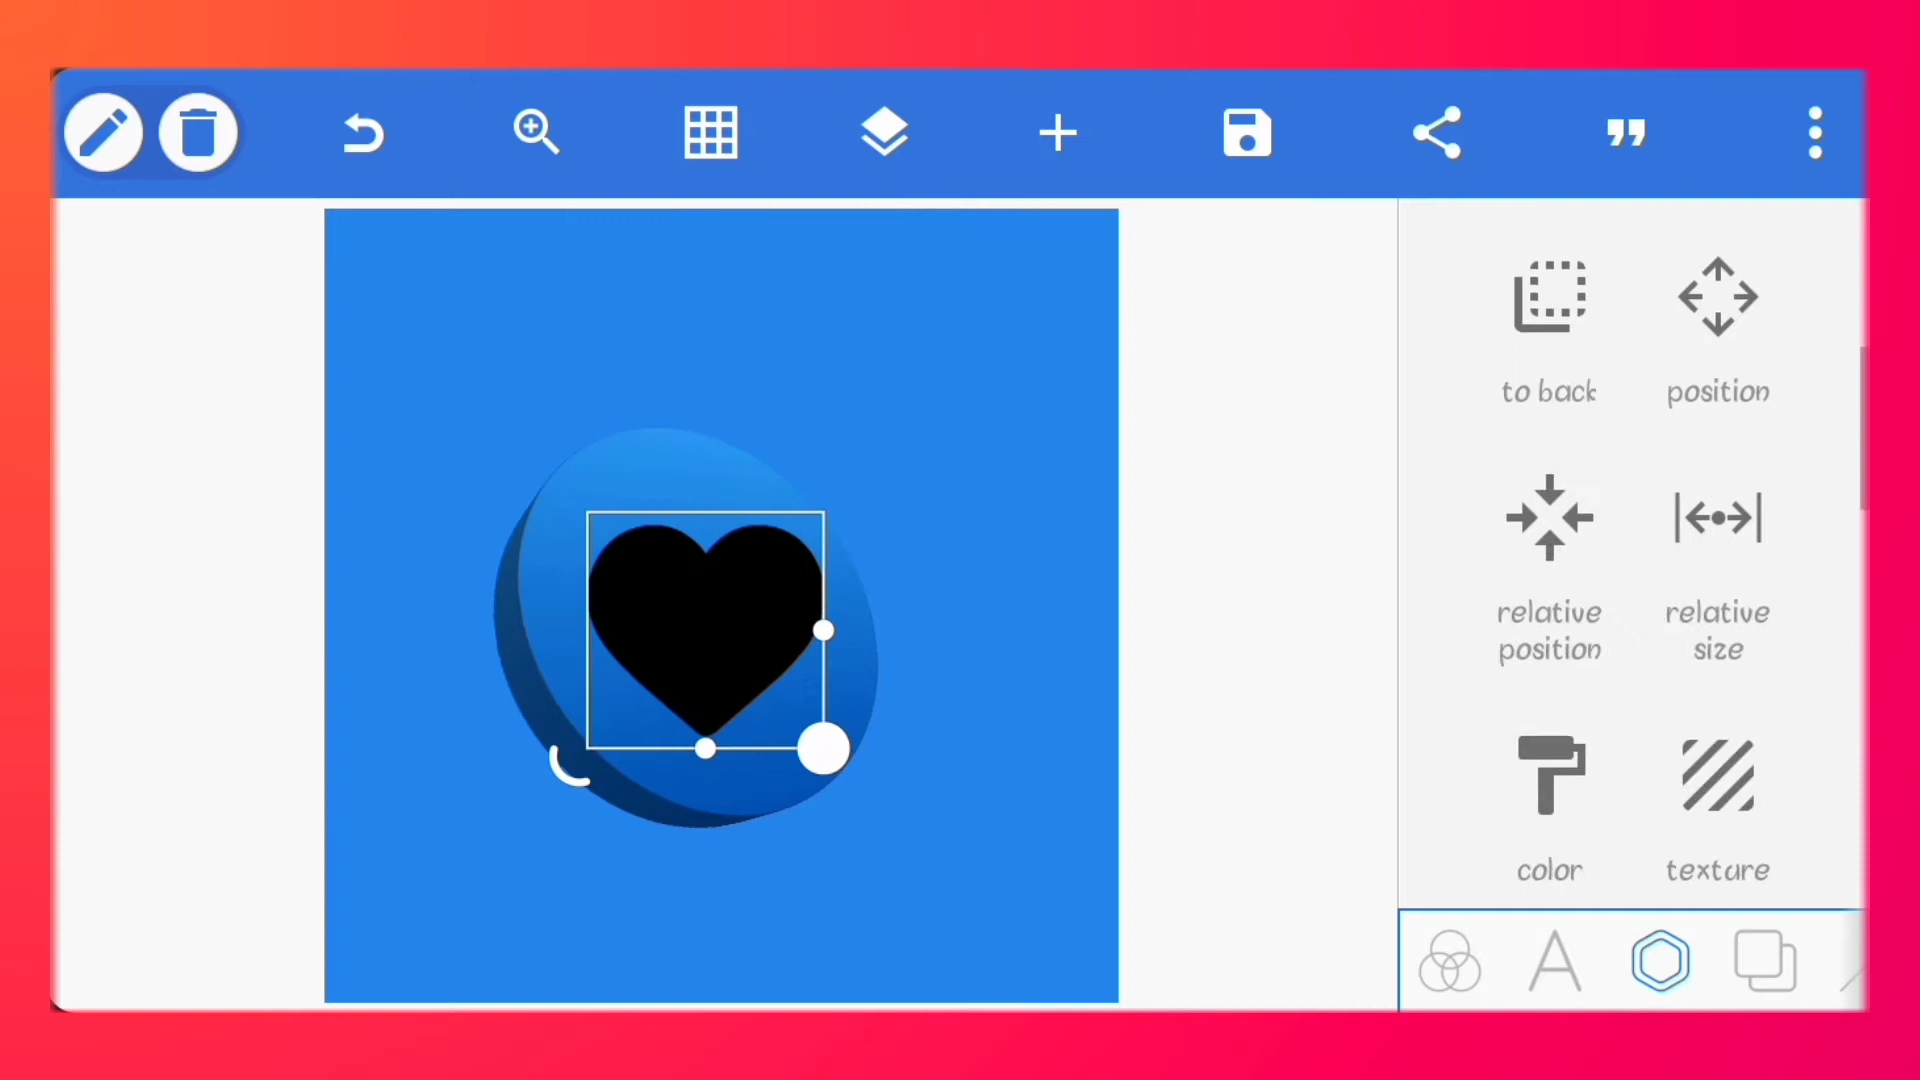 to back
position
relative
position
relative
size
color
texture